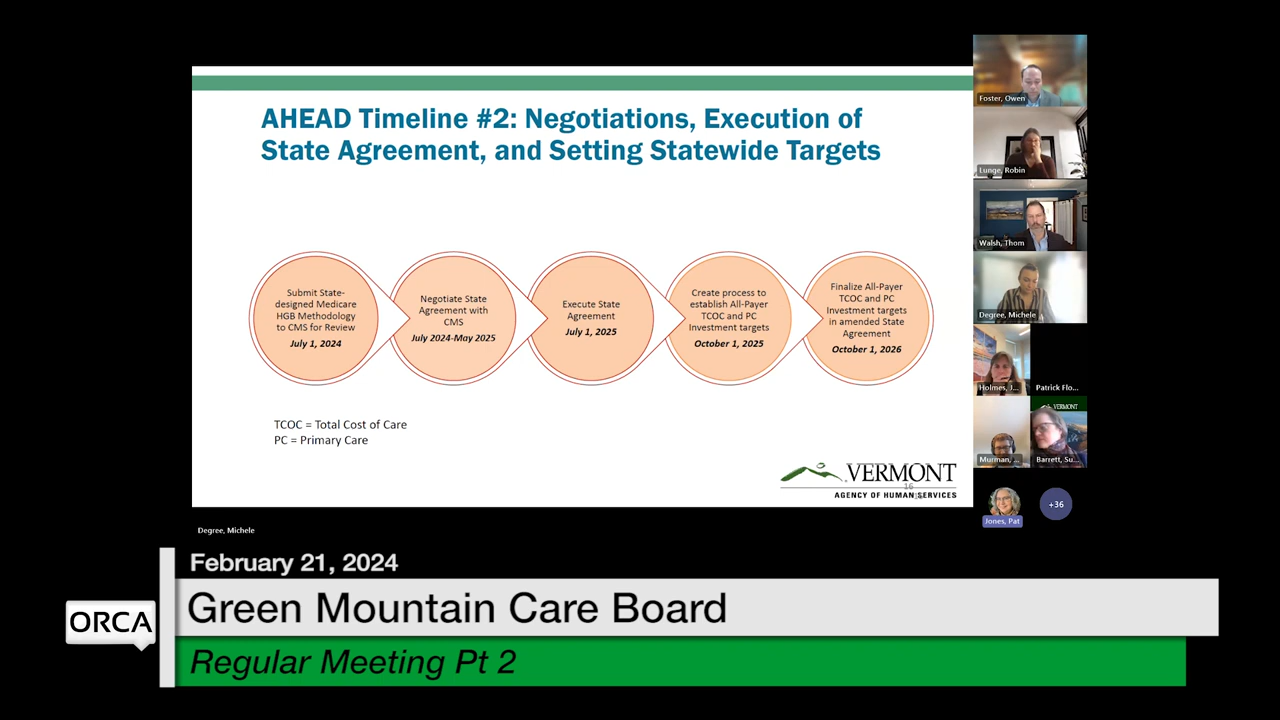 AHEAD Timeline #2: Negotiations, Execution of
State Agreement, and Setting Statewide Targets
Submit State-
designed Medicare
HGB Methodology
to CMS for Review
July 1, 2024
Negotiate State
Agreement with
CMS
July 2024-May 2025
Execute State
Agreement
July 1, 2025
Create process to
establish All-Payer
TCOC and PC
Investment targets
October 1, 2025
Finalize All-Payer
TCOC and PC
Investment targets
in amended State
Agreement
October 1, 2026
TCOC = Total Cost of Care
PC = Primary Care
VERMONT
AGENCY OF HUMAN SERVICES
16
Foster, Owen
Lunge, Robin
Walsh, Thom
Degree, Michele
Holmes, J...
Patrick Flo...
VERMONT
Murman, ...
Barrett, Su...
Jones, Pat
+36
Degree, Michele
February 21, 2024
ORCA
Green Mountain Care Board
Regular Meeting Pt 2